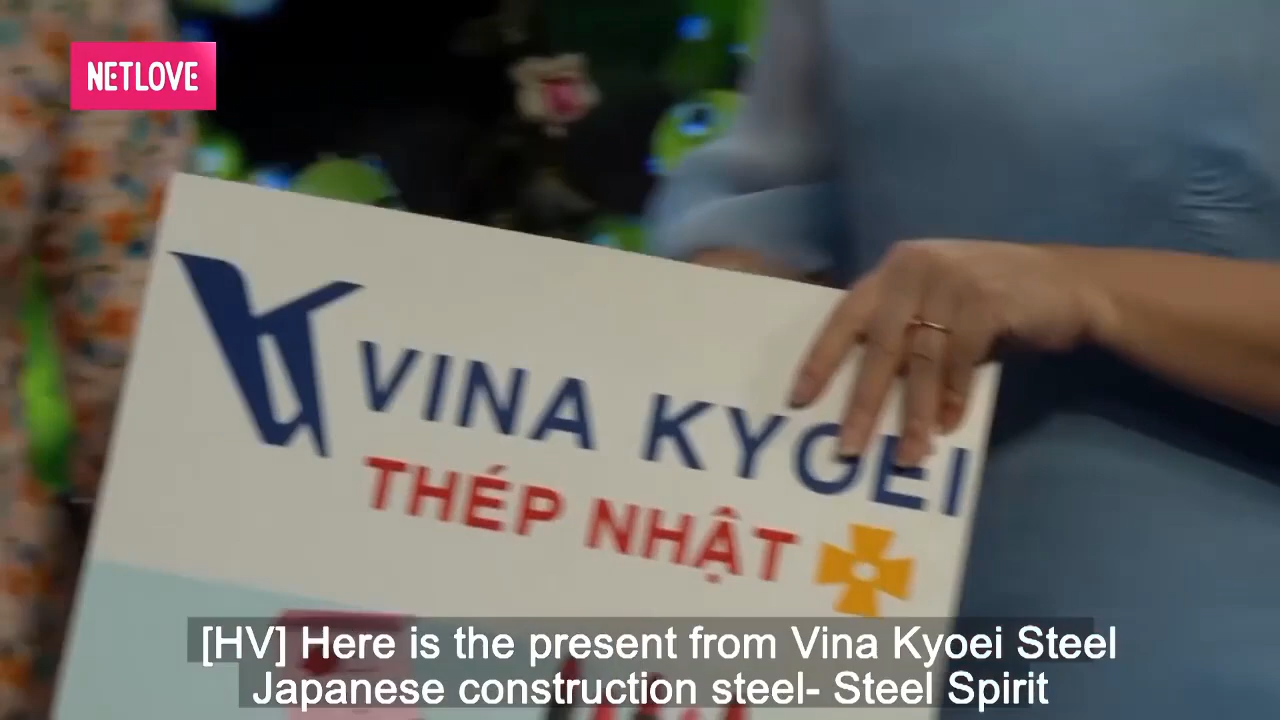 NETLOVE
VINA KYOEI
THÉP NHẬT
[HV] Here is the present from Vina Kyoei Steel
Japanese construction steel- Steel Spirit